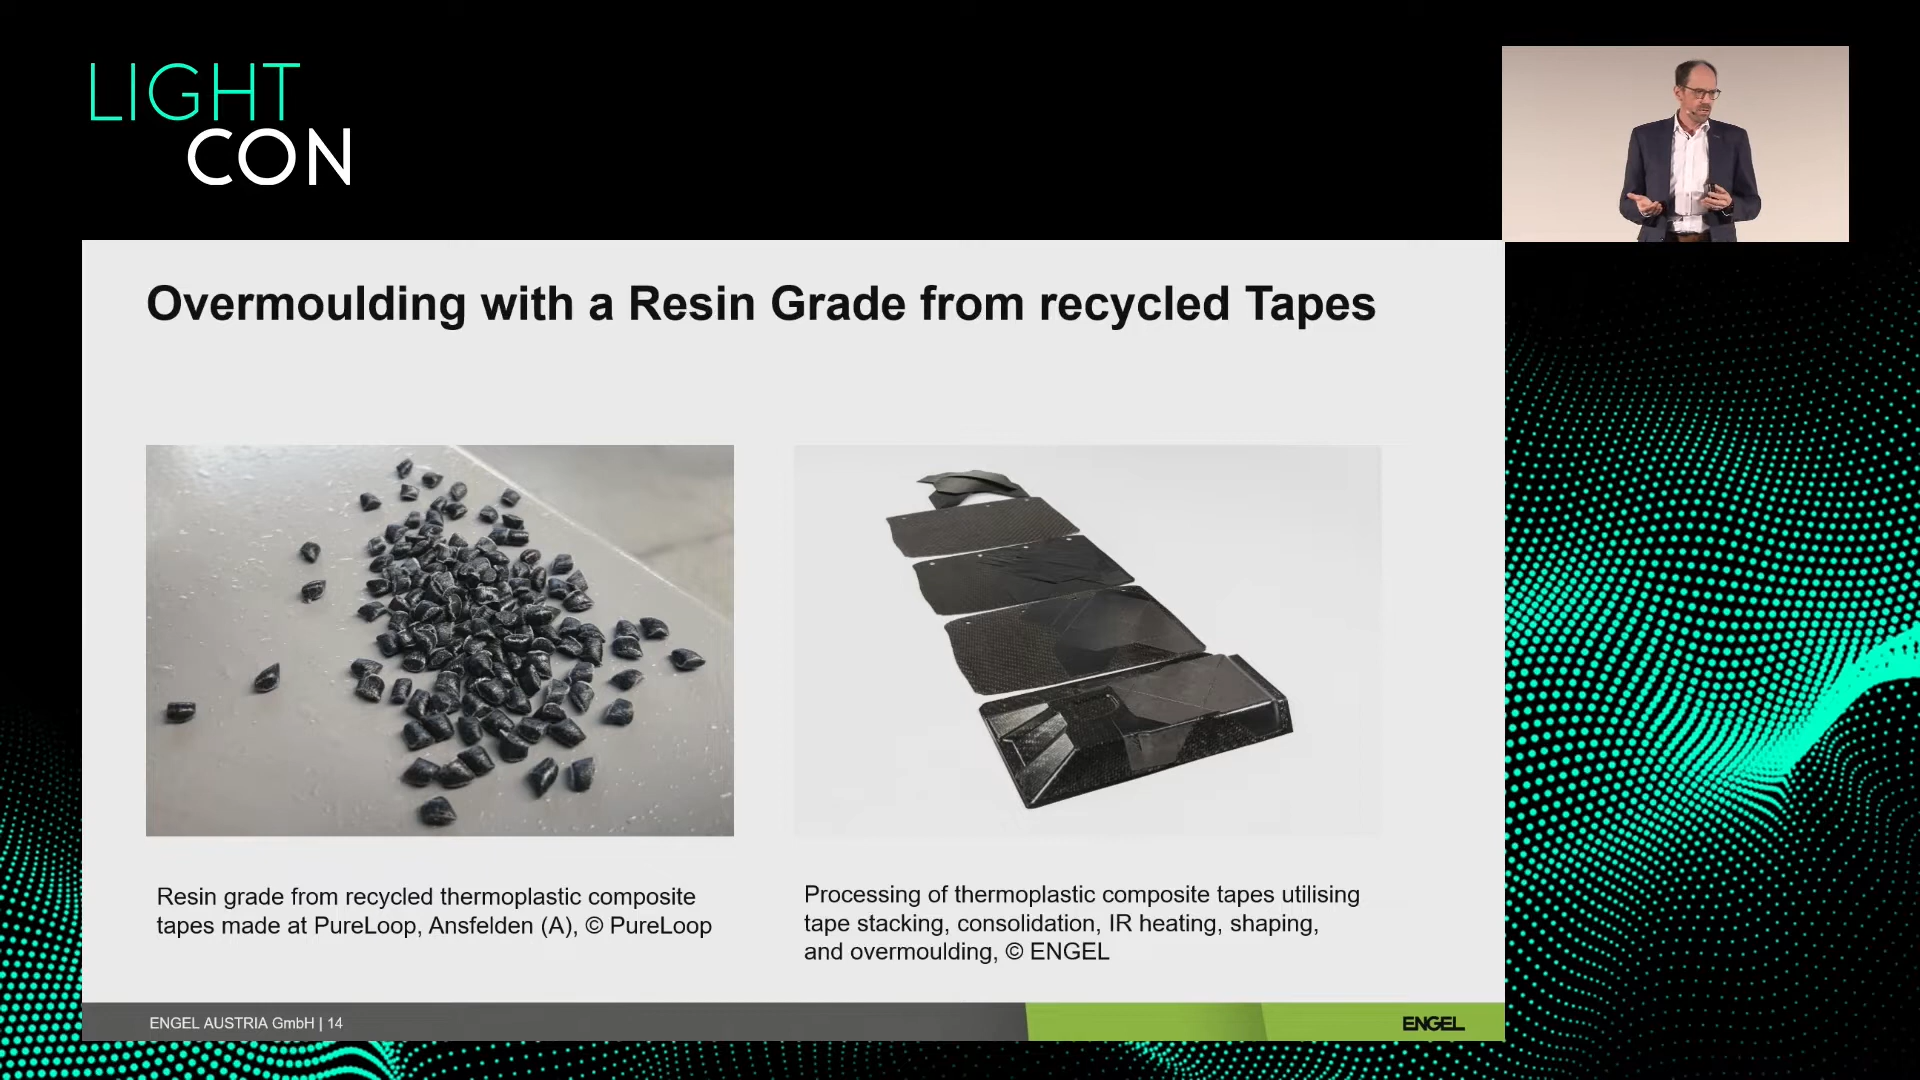 LIGHT
CON
Overmoulding with a Resin Grade from recycled Tapes
Resin grade from recycled thermoplastic composite
tapes made at PureLoop, Ansfelden (A), © PureLoop
Processing of thermoplastic composite tapes utilising
tape stacking, consolidation, IR heating, shaping,
and overmoulding, © ENGEL
ENGEL AUSTRIA GmbH | 14
ENGEL